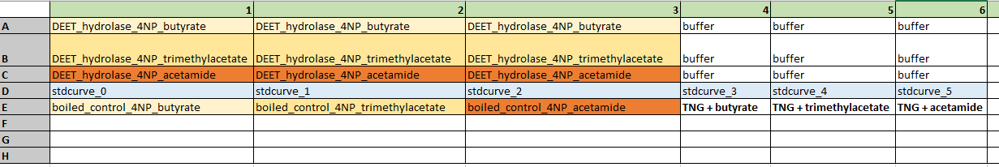 1 2 3 4 5 6
A DEET_hydrolase_4NP_butyrate DEET_hydrolase_4NP_butyrate DEET_hydrolase_4NP_butyrate buffer buffer buffer
B DEET_hydrolase_4NP_trimethylacetate DEET_hydrolase_4NP_trimethylacetate DEET_hydrolase_4NP_trimethylacetate buffer buffer buffer
C DEET_hydrolase_4NP_acetamide DEET_hydrolase_4NP_acetamide DEET_hydrolase_4NP_acetamide buffer buffer buffer
D stdcurve_0 stdcurve_1 stdcurve_2 stdcurve_3 stdcurve_4 stdcurve_5
E boiled_control_4NP_butyrate boiled_control_4NP_trimethylacetate boiled_control_4NP_acetamide TNG + butyrate TNG + trimethylacetate TNG + acetamide
F
G
H